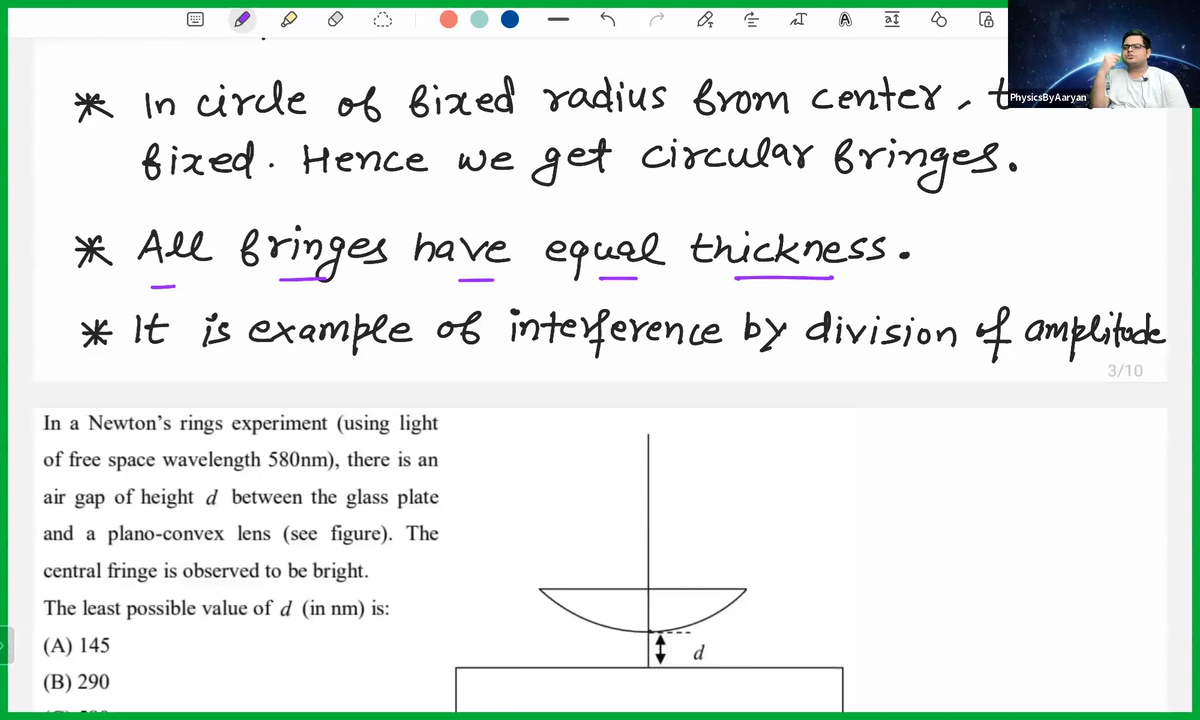 PhysicsByAaryan
* In circle of fixed radius from center,
fixed. Hence we get circular fringes.
* All fringes have equal thickness.
* It is example of interference by division of amplitude
3/10
In a Newton's rings experiment (using light
of free space wavelength 580nm), there is an
air gap of height d between the glass plate
and a plano-convex lens (see figure). The
central fringe is observed to be bright.
The least possible value of d (in nm) is:
(A) 145
(B) 290
d